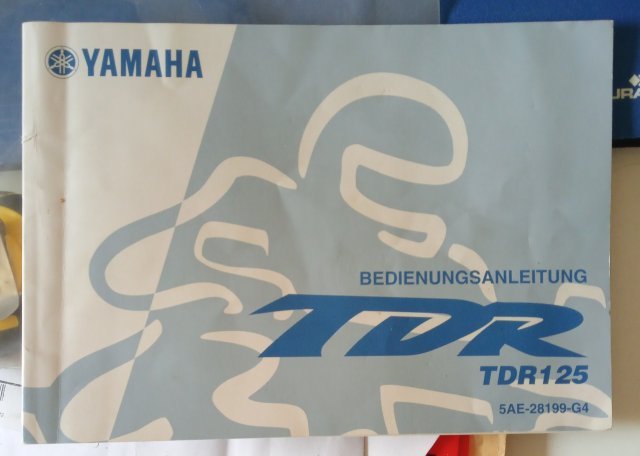 YAMAHA
BEDIENUNGSANLEITUNG
TDR
TDR125
5AE-28199-G4